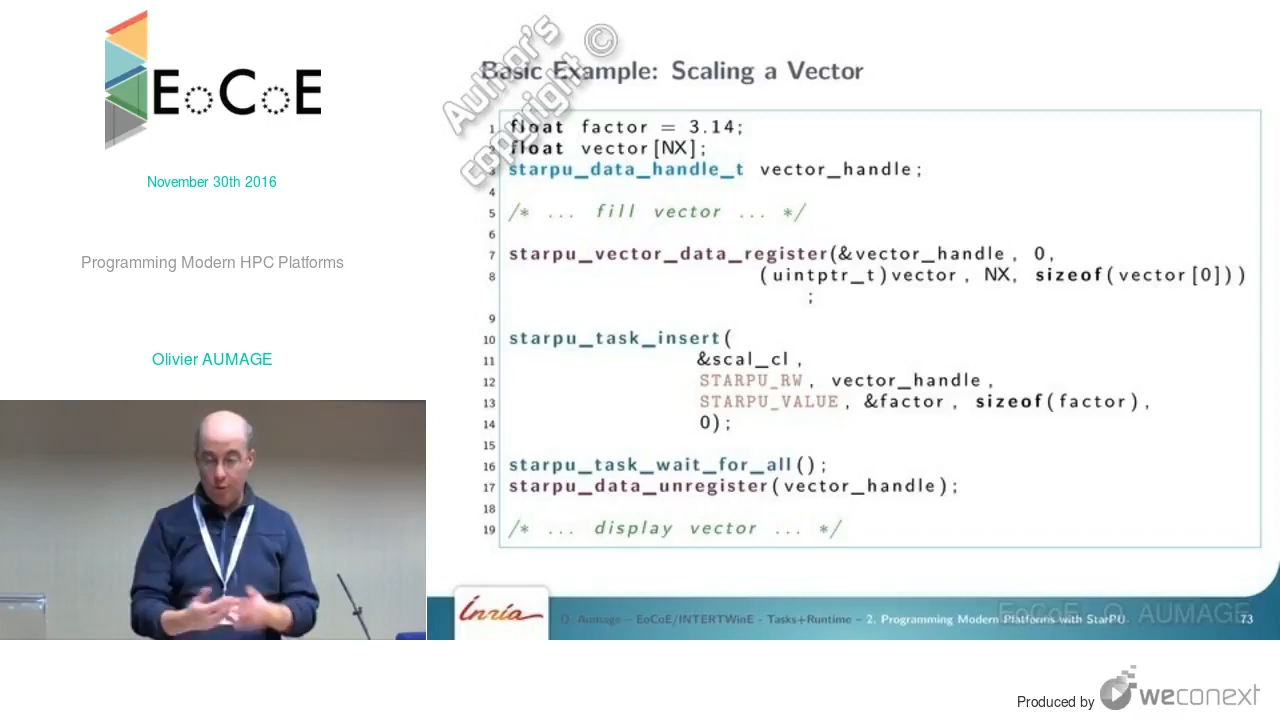 EoCoE
November 30th 2016
Programming Modern HPC Platforms
Olivier AUMAGE
Author's
copyright ©
Basic Example: Scaling a Vector
1 float factor = 3.14;
2 float vector[NX];
3 starpu_data_handle_t vector_handle;
4
5 /* ... fill vector ... */
6
7 starpu_vector_data_register(&vector_handle, 0,
8 (uintptr_t)vector, NX, sizeof(vector[0]))
;
9
10 starpu_task_insert(
11 &scal_cl,
12 STARPU_RW, vector_handle,
13 STARPU_VALUE, &factor, sizeof(factor),
14 0);
15
16 starpu_task_wait_for_all();
17 starpu_data_unregister(vector_handle);
18
19 /* ... display vector ... */
Inria
O. Aumage – EoCoE/INTERTWinE - Tasks+Runtime – 2. Programming Modern Platforms with StarPU
EoCoE O. AUMAGE
73
Produced by weconext